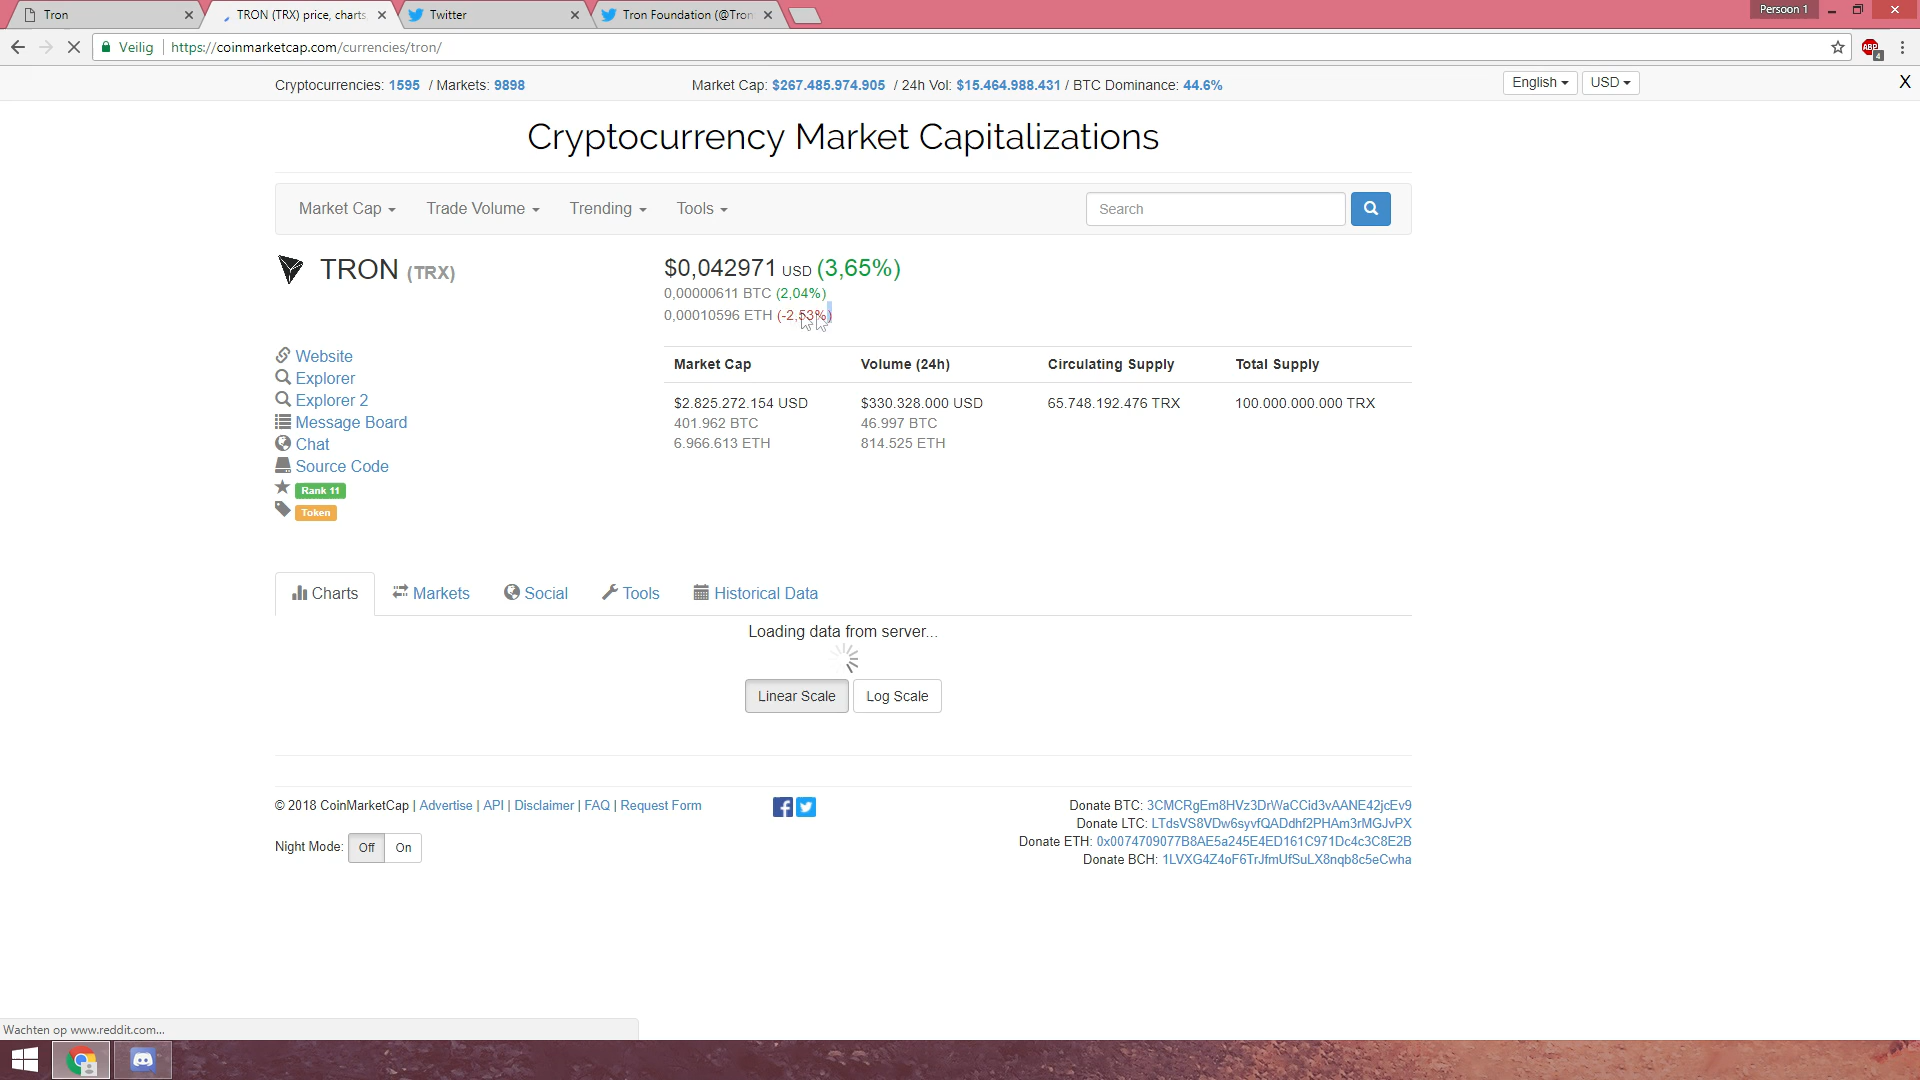 Tron
TRON (TRX) price, charts,
Twitter
Tron Foundation (@Tron
Persoon 1
Veilig
https://coinmarketcap.com/currencies/tron/
ABP
4
Cryptocurrencies: 1595 / Markets: 9898
Market Cap: $267.485.974.905 / 24h Vol: $15.464.988.431 / BTC Dominance: 44.6%
English
USD
X
Cryptocurrency Market Capitalizations
Market Cap
Trade Volume
Trending
Tools
Search
TRON (TRX)
$0,042971 USD (3,65%)
0,00000611 BTC (2,04%)
0,00010596 ETH (-2,53%)
Website
Explorer
Explorer 2
Message Board
Chat
Source Code
Rank 11
Token
Market Cap
Volume (24h)
Circulating Supply
Total Supply
$2.825.272.154 USD
$330.328.000 USD
65.748.192.476 TRX
100.000.000.000 TRX
401.962 BTC
46.997 BTC
6.966.613 ETH
814.525 ETH
Charts
Markets
Social
Tools
Historical Data
Loading data from server...
Linear Scale
Log Scale
© 2018 CoinMarketCap | Advertise | API | Disclaimer | FAQ | Request Form
Donate BTC: 3CMCRgEm8HVz3DrWaCCid3vAANE42jcEv9
Donate LTC: LTdsVS8VDw6syvfQADdhf2PHAm3rMGJvPX
Donate ETH: 0x0074709077B8AE5a245E4ED161C971Dc4c3C8E2B
Donate BCH: 1LVXG4Z4oF6TrJfmUfSuLX8nqb8c5eCwha
Night Mode:
Off
On
Wachten op www.reddit.com...